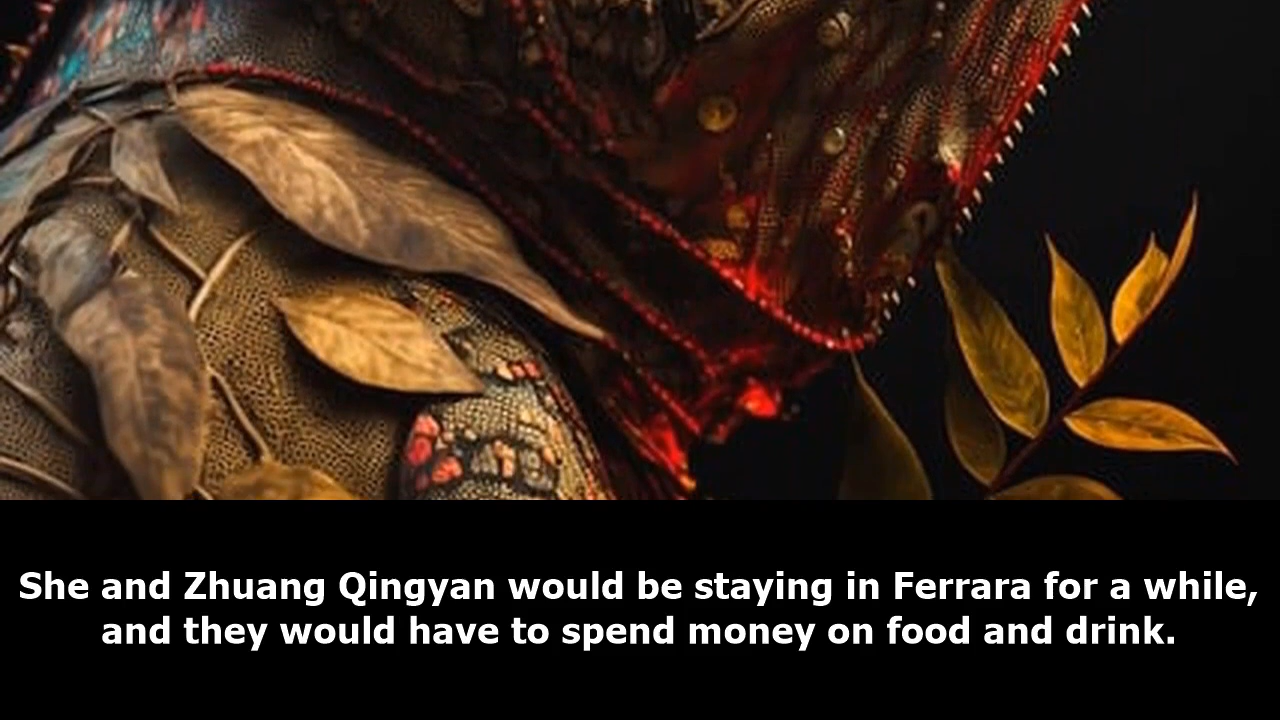 She and Zhuang Qingyan would be staying in Ferrara for a while,
and they would have to spend money on food and drink.